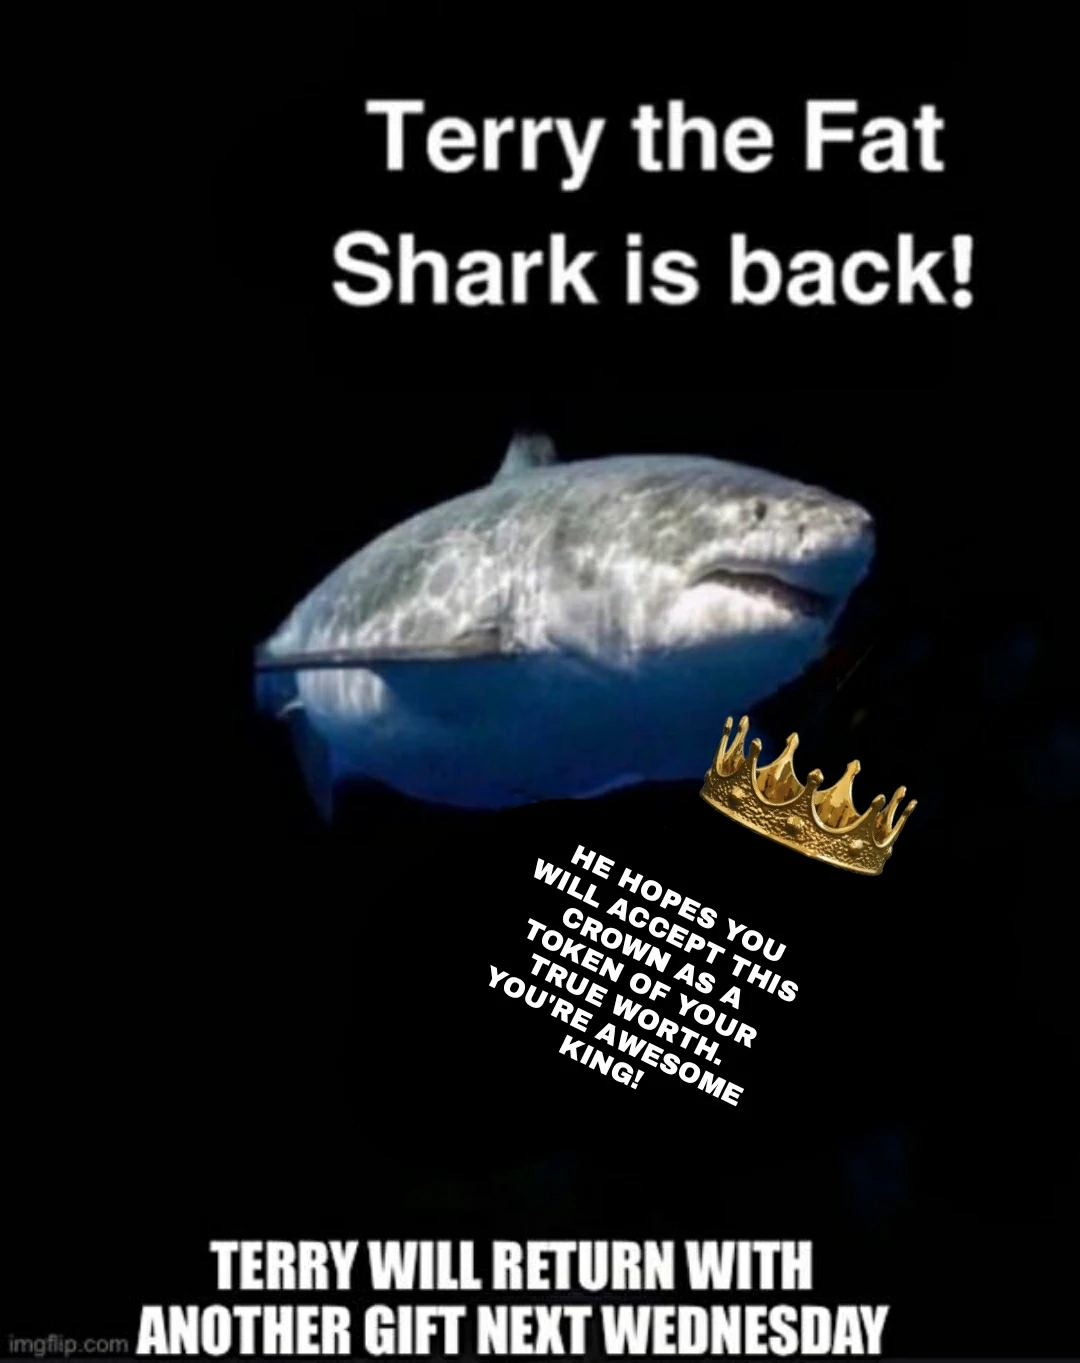 Terry the Fat
Shark is back!
HE HOPES YOU
WILL ACCEPT THIS
CROWN AS A
TOKEN OF YOUR
TRUE WORTH.
YOU'RE AWESOME
KING!
TERRY WILL RETURN WITH
ANOTHER GIFT NEXT WEDNESDAY
imgflip.com